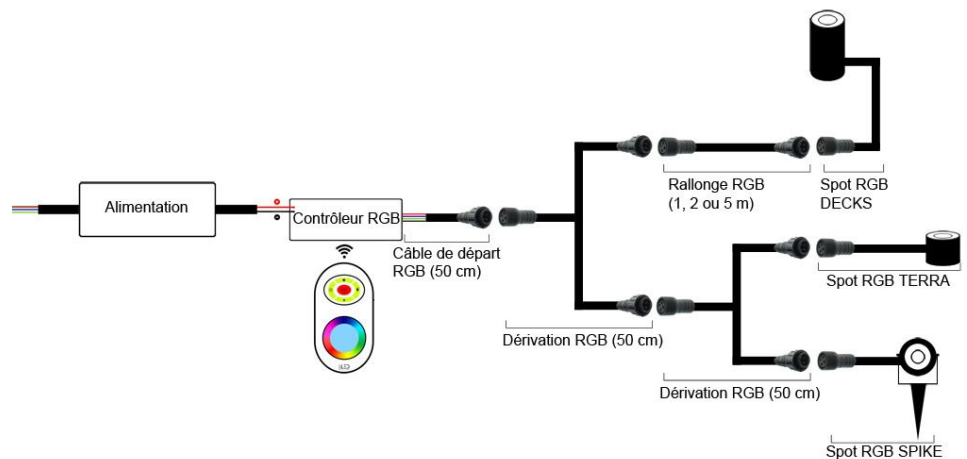 Alimentation
Contrôleur RGB
Câble de départ
RGB (50 cm)
Dérivation RGB (50 cm)
Rallonge RGB
(1, 2 ou 5 m)
Spot RGB
DECKS
Spot RGB TERRA
Dérivation RGB (50 cm)
Spot RGB SPIKE